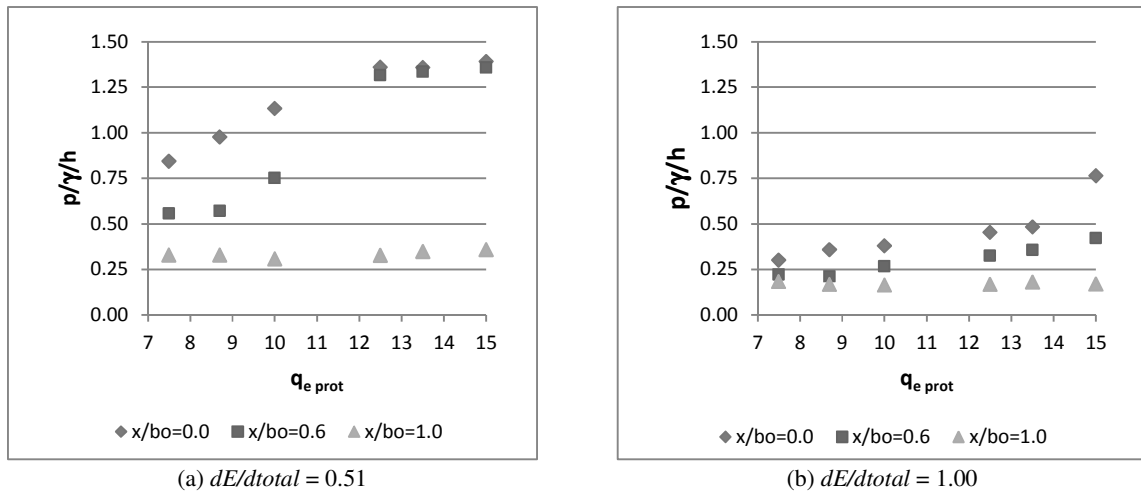 1.50
1.25
1.00
0.75
0.50
0.25
0.00
p/γ/h
7 8 9 10 11 12 13 14 15
qe prot
x/bo=0.0 x/bo=0.6 x/bo=1.0
(a) dE/dtotal = 0.51
1.50
1.25
1.00
0.75
0.50
0.25
0.00
p/γ/h
7 8 9 10 11 12 13 14 15
qe prot
x/bo=0.0 x/bo=0.6 x/bo=1.0
(b) dE/dtotal = 1.00